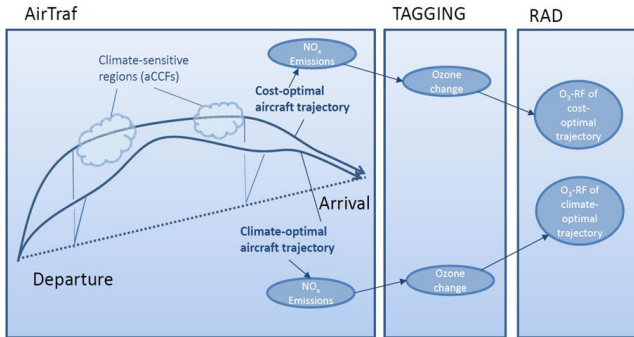 AirTraf
TAGGING
RAD
Climate-sensitive
regions (aCCFs)
NOx
Emissions
Cost-optimal
aircraft trajectory
Ozone
change
O3-RF of
cost-
optimal
trajectory
Arrival
Climate-optimal
aircraft trajectory
O3-RF of
climate-
optimal
trajectory
Departure
NOx
Emissions
Ozone
change